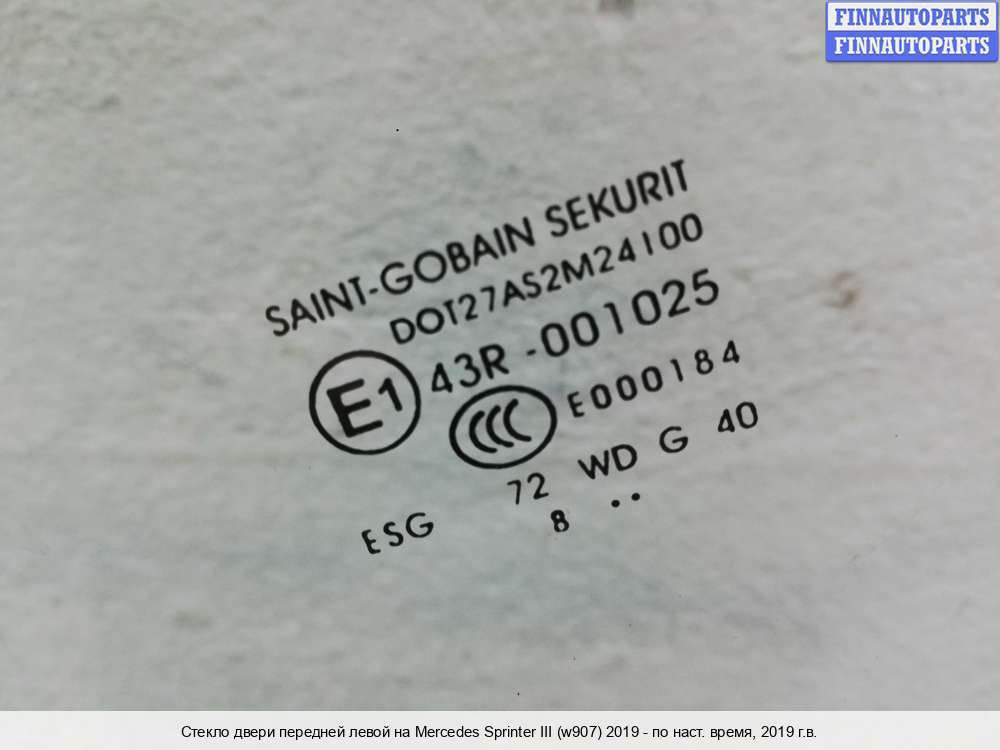 FINNAUTOPARTS
FINNAUTOPARTS
SAINT-GOBAIN SEKURIT
DOT27AS2M24100
E1 43R -001025
CCC E000184
ESG 72 WD G 40
8 ..
Стекло двери передней левой на Mercedes Sprinter III (w907) 2019 - по наст. время, 2019 г.в.